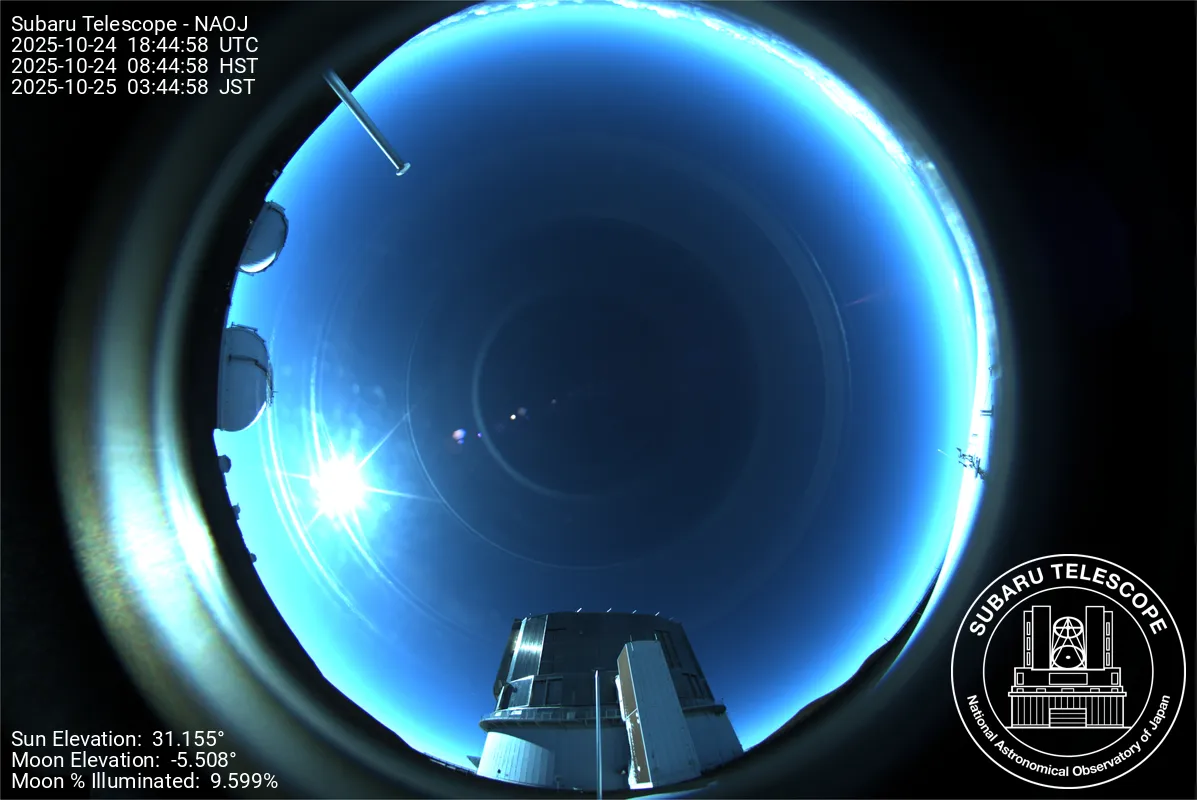 Subaru Telescope - NAOJ
2025-10-24 18:44:58 UTC
2025-10-24 08:44:58 HST
2025-10-25 03:44:58 JST
Sun Elevation: 31.155°
Moon Elevation: -5.508°
Moon % Illuminated: 9.599%
SUBARU TELESCOPE
National Astronomical Observatory of Japan